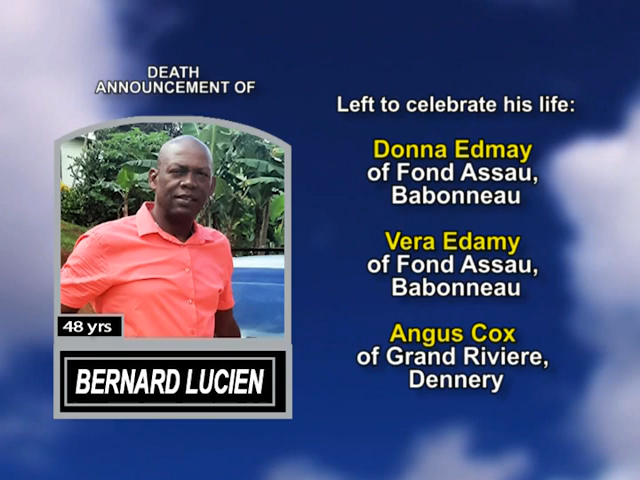 DEATH
ANNOUNCEMENT OF
48 yrs
BERNARD LUCIEN
Left to celebrate his life:
Donna Edmay
of Fond Assau,
Babonneau
Vera Edamy
of Fond Assau,
Babonneau
Angus Cox
of Grand Riviere,
Dennery